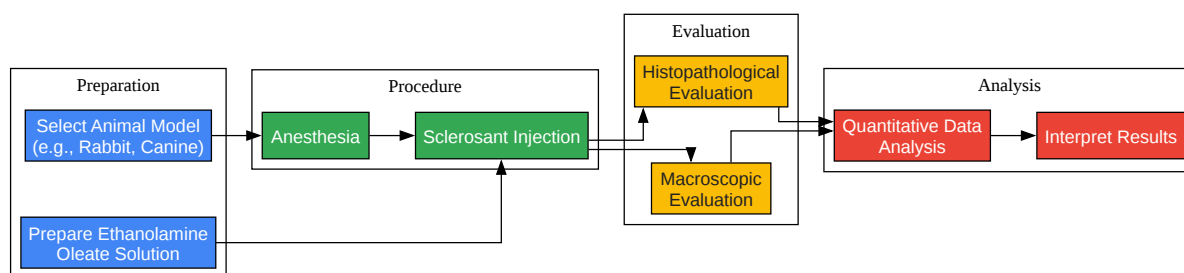 Preparation
Select Animal Model
(e.g., Rabbit, Canine)
Prepare Ethanolamine
Oleate Solution
Procedure
Anesthesia
Sclerosant Injection
Evaluation
Histopathological
Evaluation
Macroscopic
Evaluation
Analysis
Quantitative Data
Analysis
Interpret Results